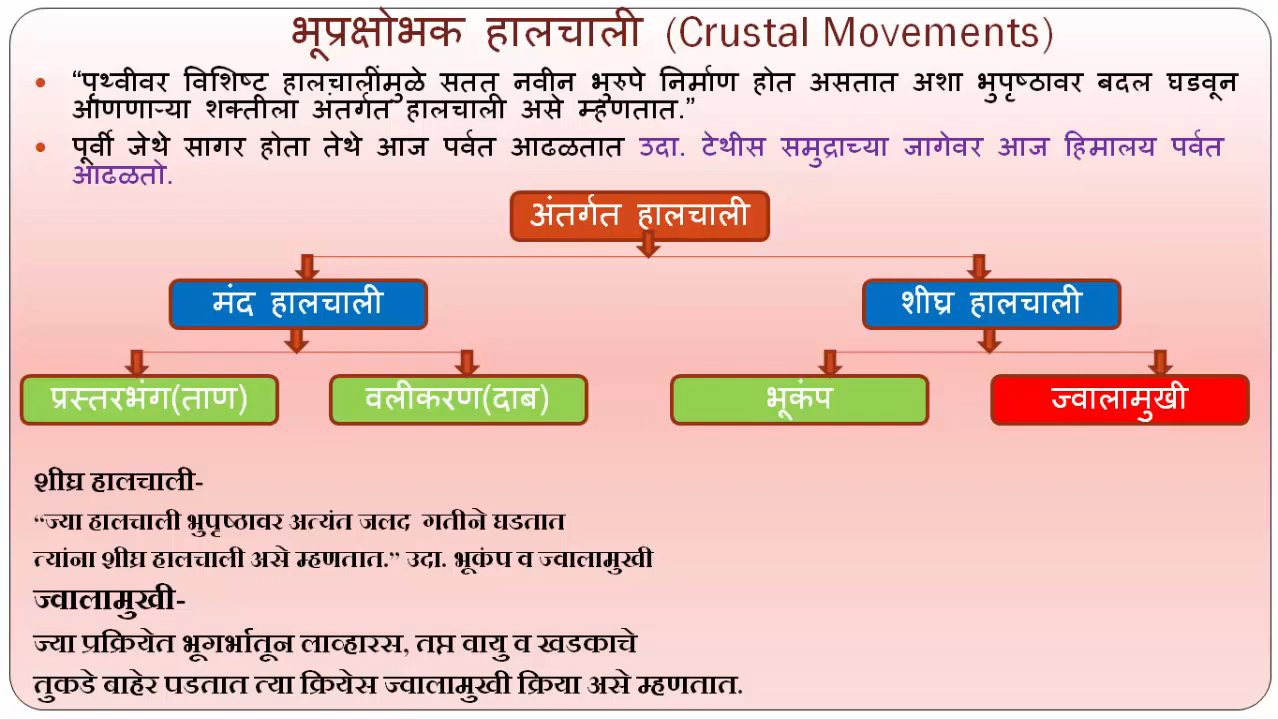 भूप्रक्षोभक हालचाली (Crustal Movements)
“पृथ्वीवर विशिष्ट हालचालींमुळे सतत नवीन भुरुपे निर्माण होत असतात अशा भुपृष्ठावर बदल घडवून
आणणाऱ्या शक्तीला अंतर्गत हालचाली असे म्हणतात.”
पूर्वी जेथे सागर होता तेथे आज पर्वत आढळतात उदा. टेथीस समुद्राच्या जागेवर आज हिमालय पर्वत
आढळतो.
अंतर्गत हालचाली
मंद हालचाली
शीघ्र हालचाली
प्रस्तरभंग(ताण)
वलीकरण(दाब)
भूकंप
ज्वालामुखी
शीघ्र हालचाली-
“ज्या हालचाली भुपृष्ठावर अत्यंत जलद गतीने घडतात
त्यांना शीघ्र हालचाली असे म्हणतात.” उदा. भूकंप व ज्वालामुखी
ज्वालामुखी-
ज्या प्रक्रियेत भूगर्भातून लाव्हारस, तप्त वायु व खडकाचे
तुकडे बाहेर पडतात त्या क्रियेस ज्वालामुखी क्रिया असे म्हणतात.